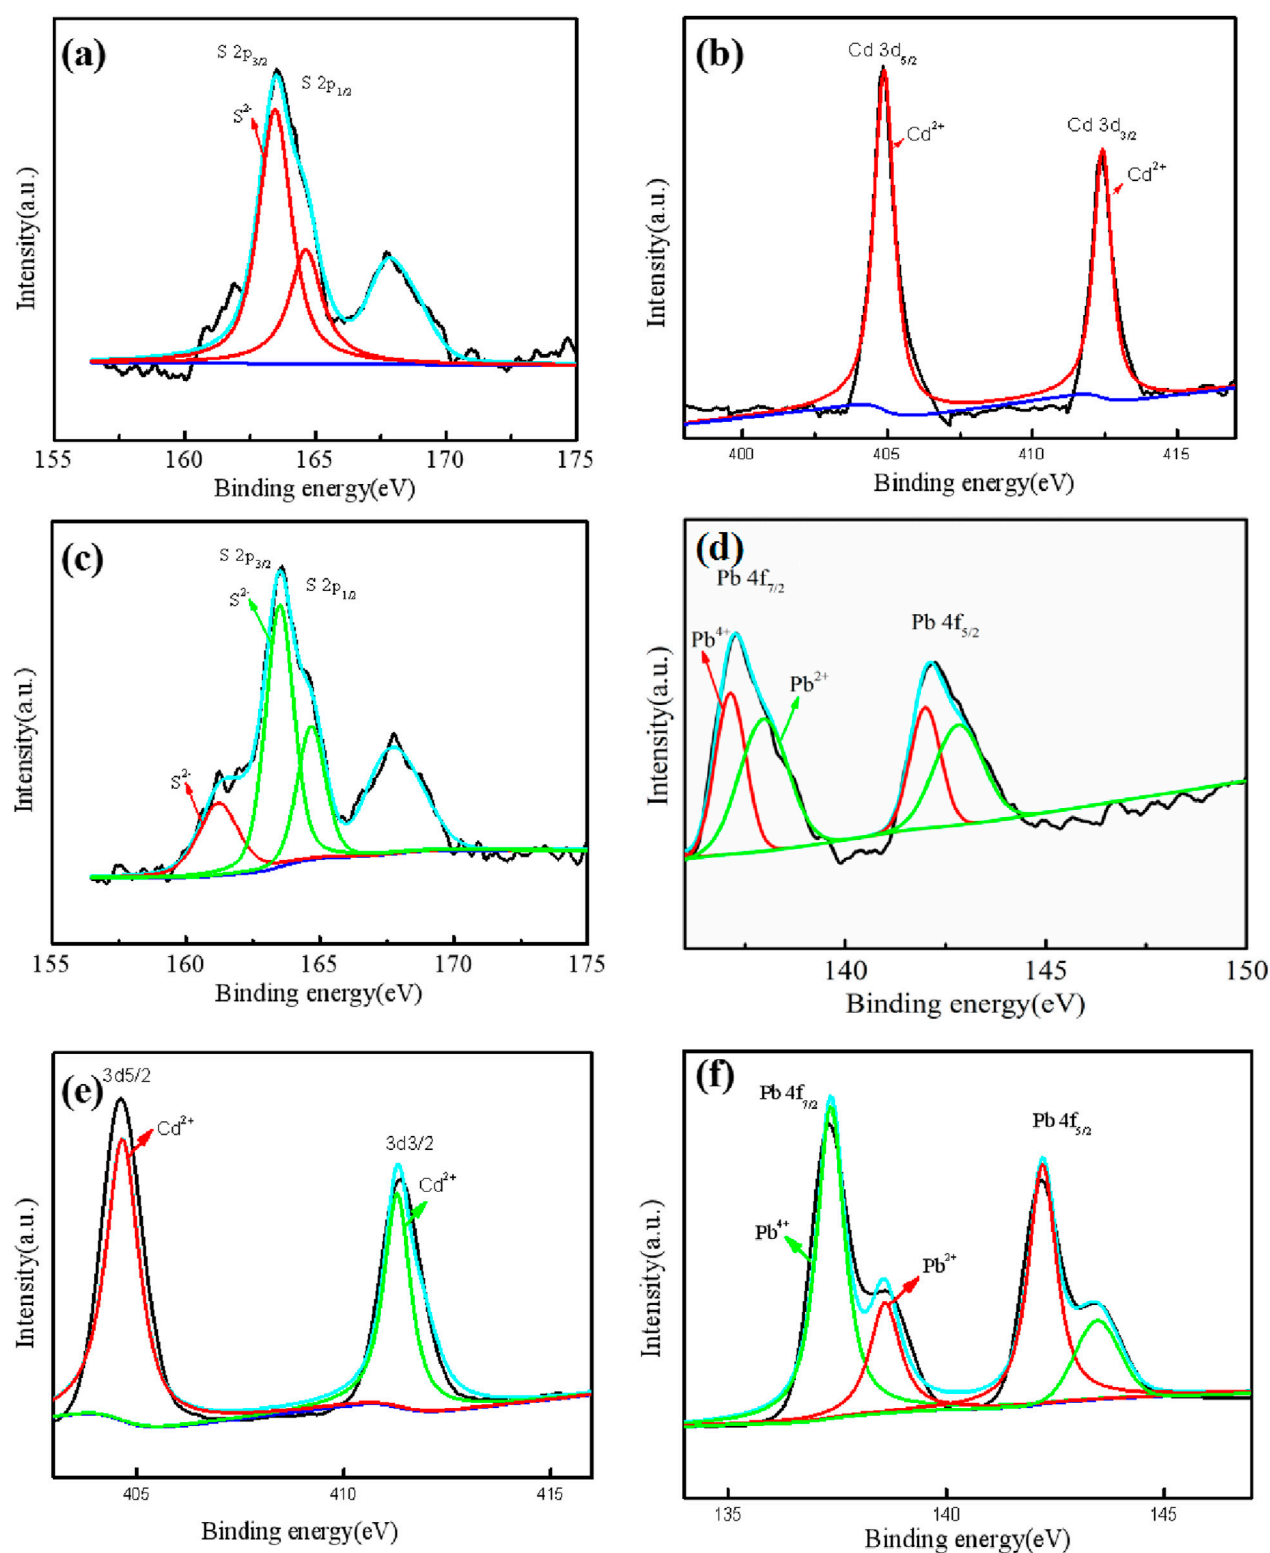 (a)
S 2p3/2
S 2p1/2
S2-
Intensity(a.u.)
155 160 165 170 175
Binding energy(eV)
(b)
Cd 3d5/2
Cd2+
Cd 3d3/2
Cd2+
Intensity(a.u.)
400 405 410 415
Binding energy(eV)
(c)
S 2p3/2
S 2p1/2
S2-
S2-
Intensity(a.u.)
155 160 165 170 175
Binding energy(eV)
(d)
Pb 4f7/2
Pb 4f5/2
Pb4+
Pb2+
Intensity(a.u.)
140 145 150
Binding energy(eV)
(e)
3d5/2
Cd2+
3d3/2
Cd2+
Intensity(a.u.)
405 410 415
Binding energy(eV)
(f)
Pb 4f7/2
Pb 4f5/2
Pb4+
Pb2+
Intensity(a.u.)
135 140 145
Binding energy(eV)